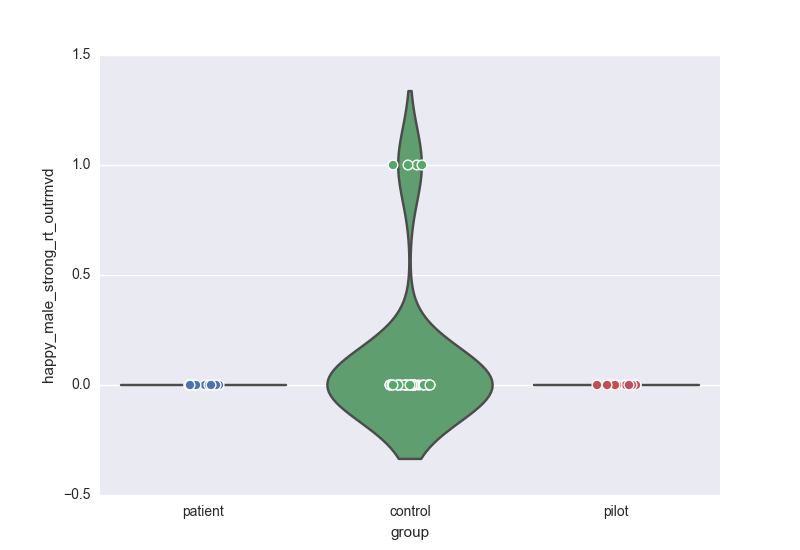 1.5
1.0
0.5
0.0
−0.5
happy_male_strong_rt_outrmvd
patient
control
pilot
group